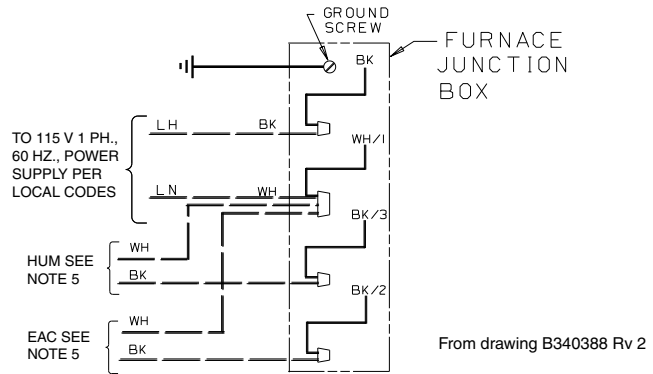 GROUND
SCREW
FURNACE
JUNCTION
BOX
BK
LH BK
TO 115 V 1 PH.,
60 HZ., POWER
SUPPLY PER
LOCAL CODES
WH/1
LN WH
BK/3
WH
HUM SEE
NOTE 5
BK
BK/2
WH
EAC SEE
NOTE 5
BK
From drawing B340388 Rv 2